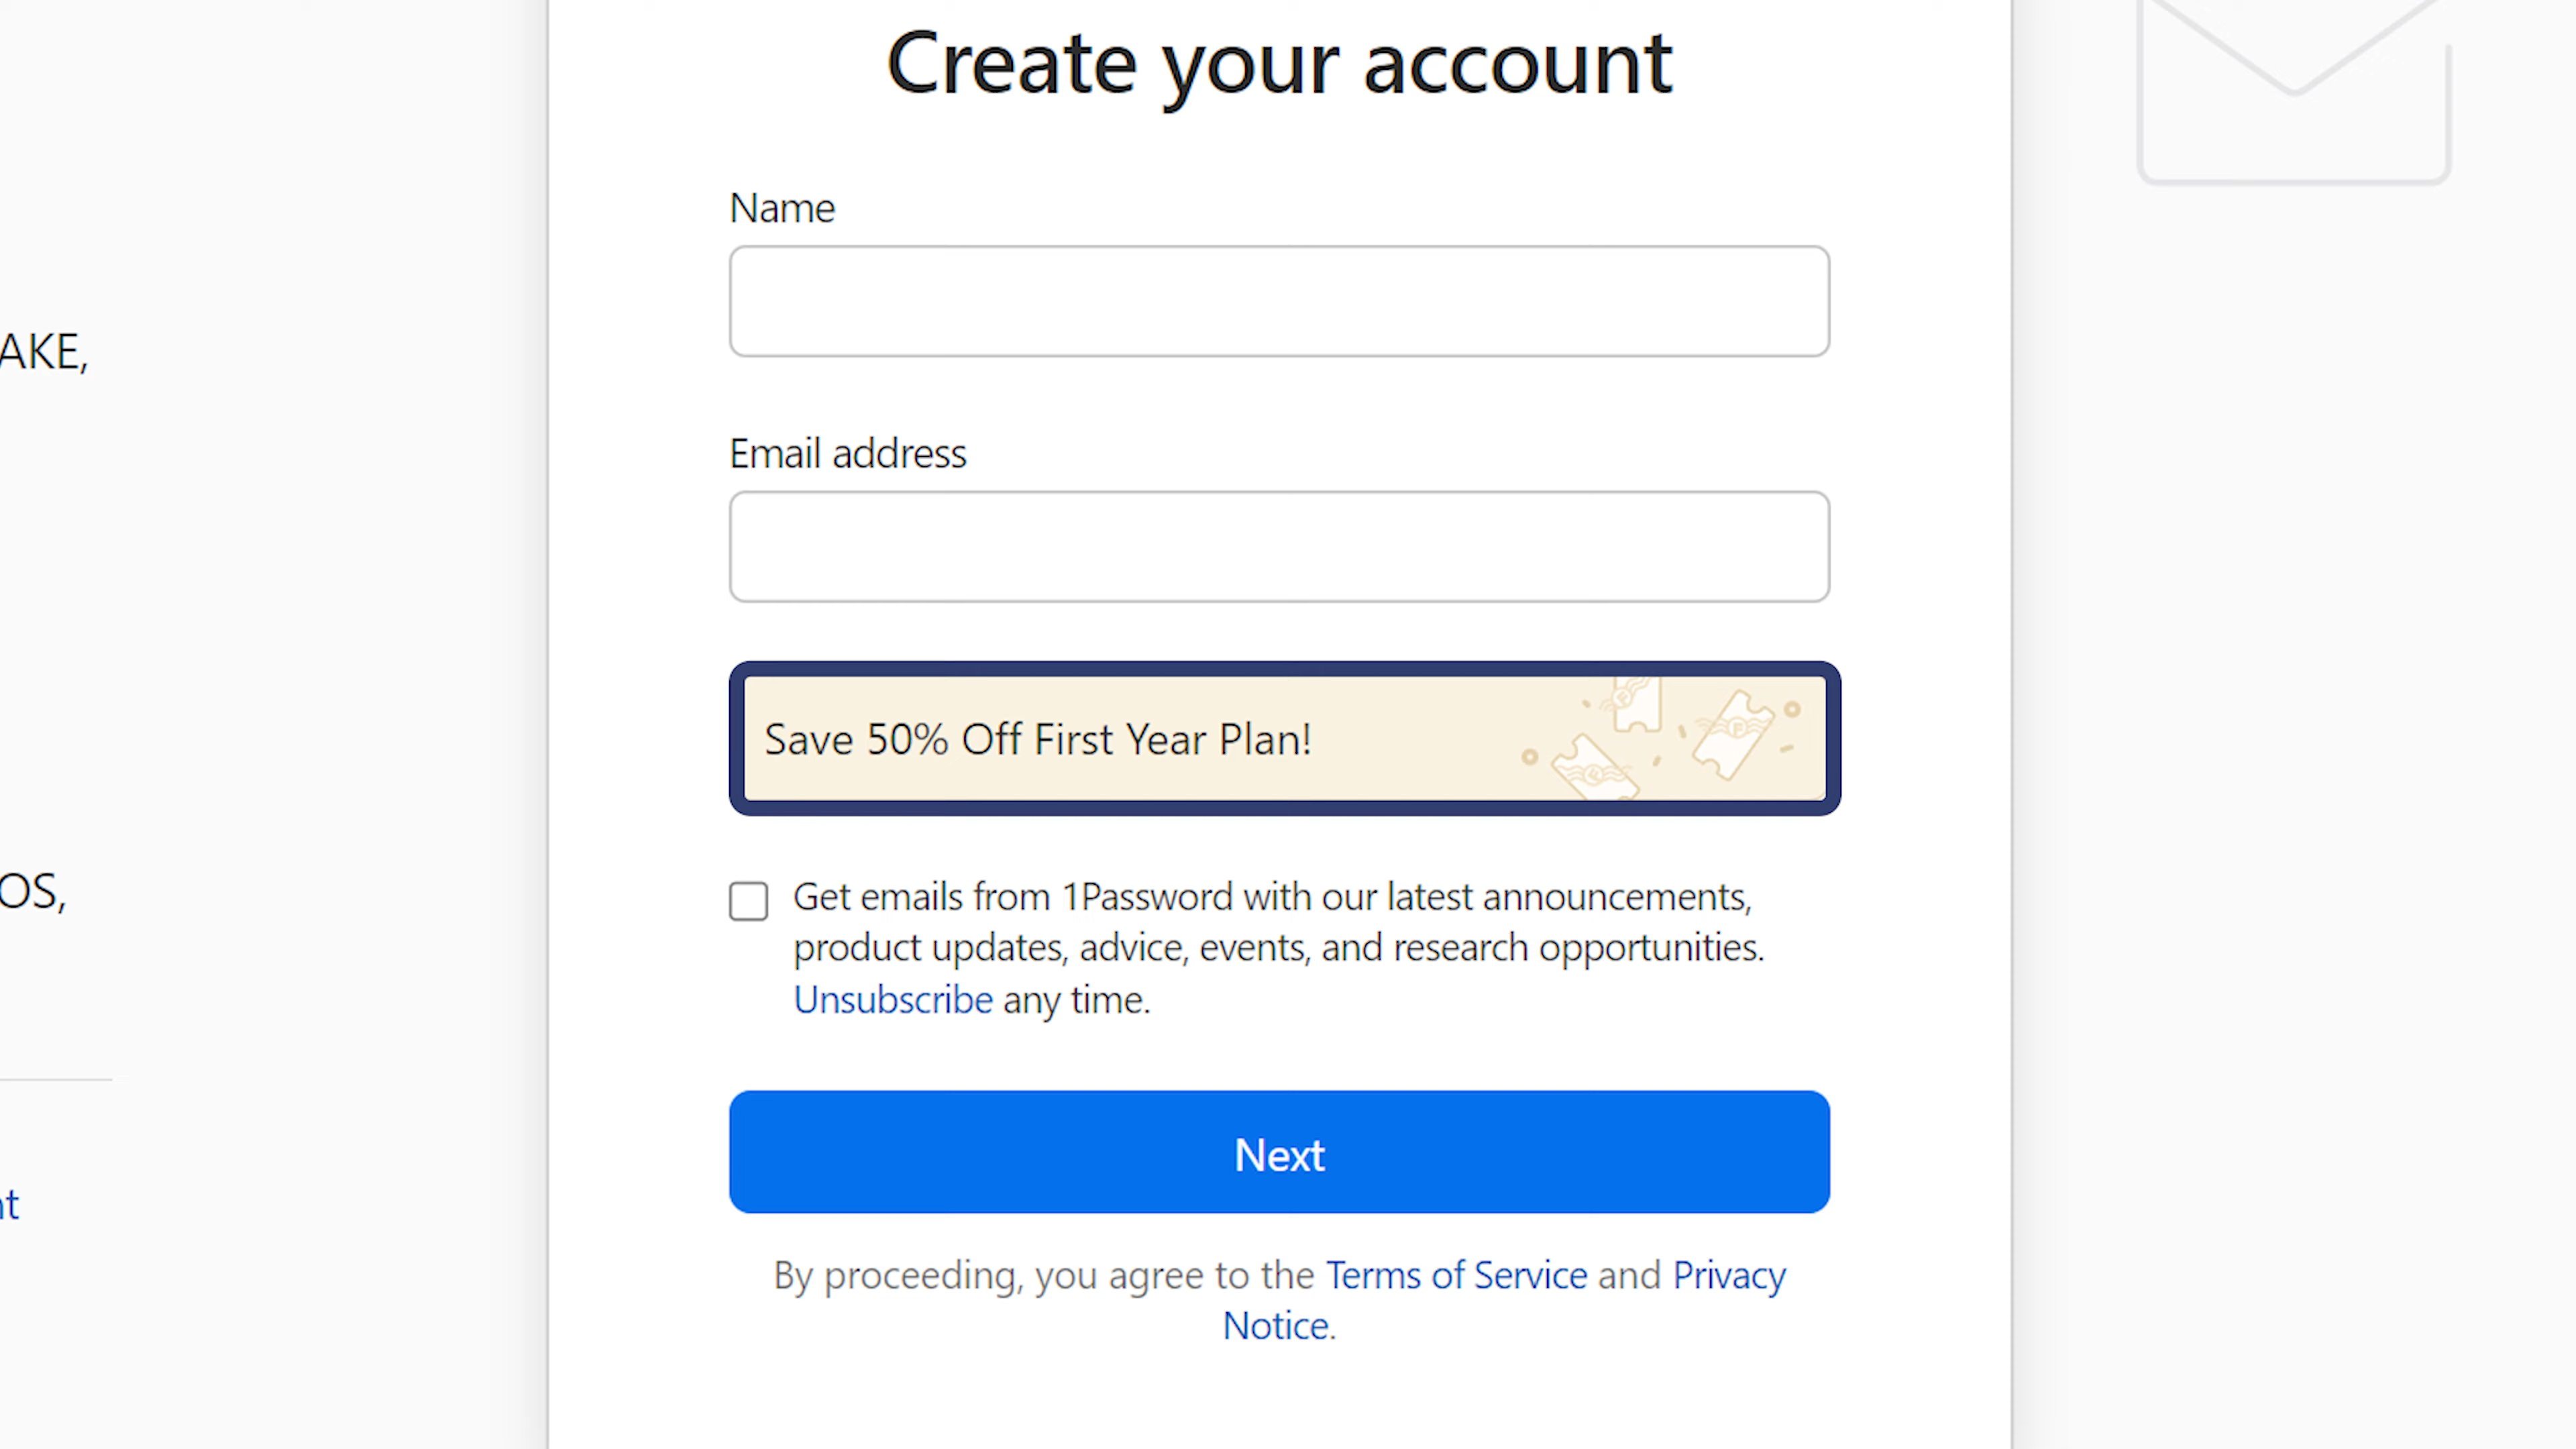 Create your account
Name
AKE,
Email address
Save 50% Off First Year Plan!
OS,
Get emails from 1Password with our latest announcements,
product updates, advice, events, and research opportunities.
Unsubscribe any time.
Next
nt
By proceeding, you agree to the Terms of Service and Privacy
Notice.